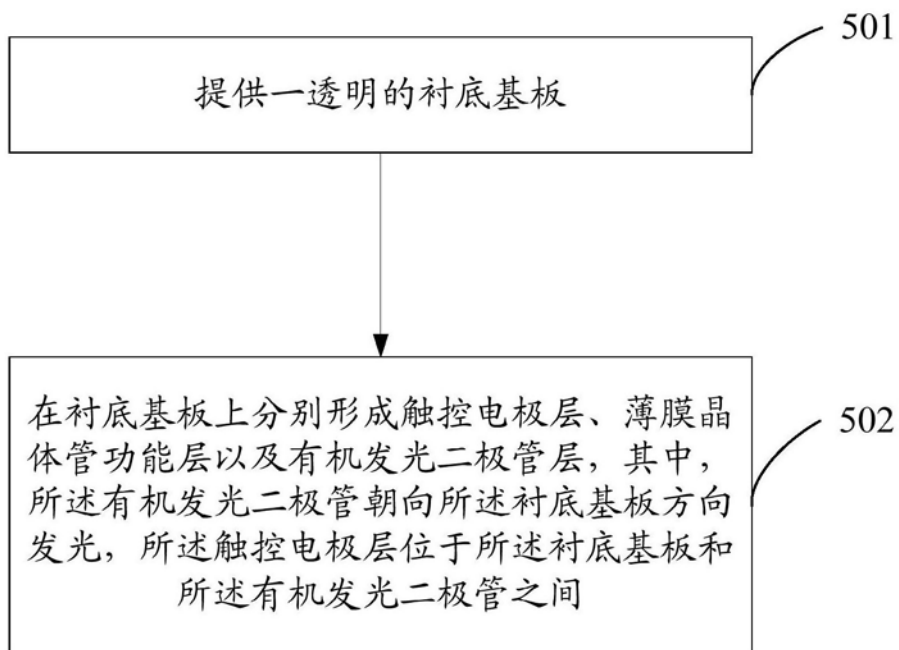 501
提供一透明的衬底基板
在衬底基板上分别形成触控电极层、薄膜晶
体管功能层以及有机发光二极管层，其中，
所述有机发光二极管朝向所述衬底基板方向
发光，所述触控电极层位于所述衬底基板和
所述有机发光二极管之间
502